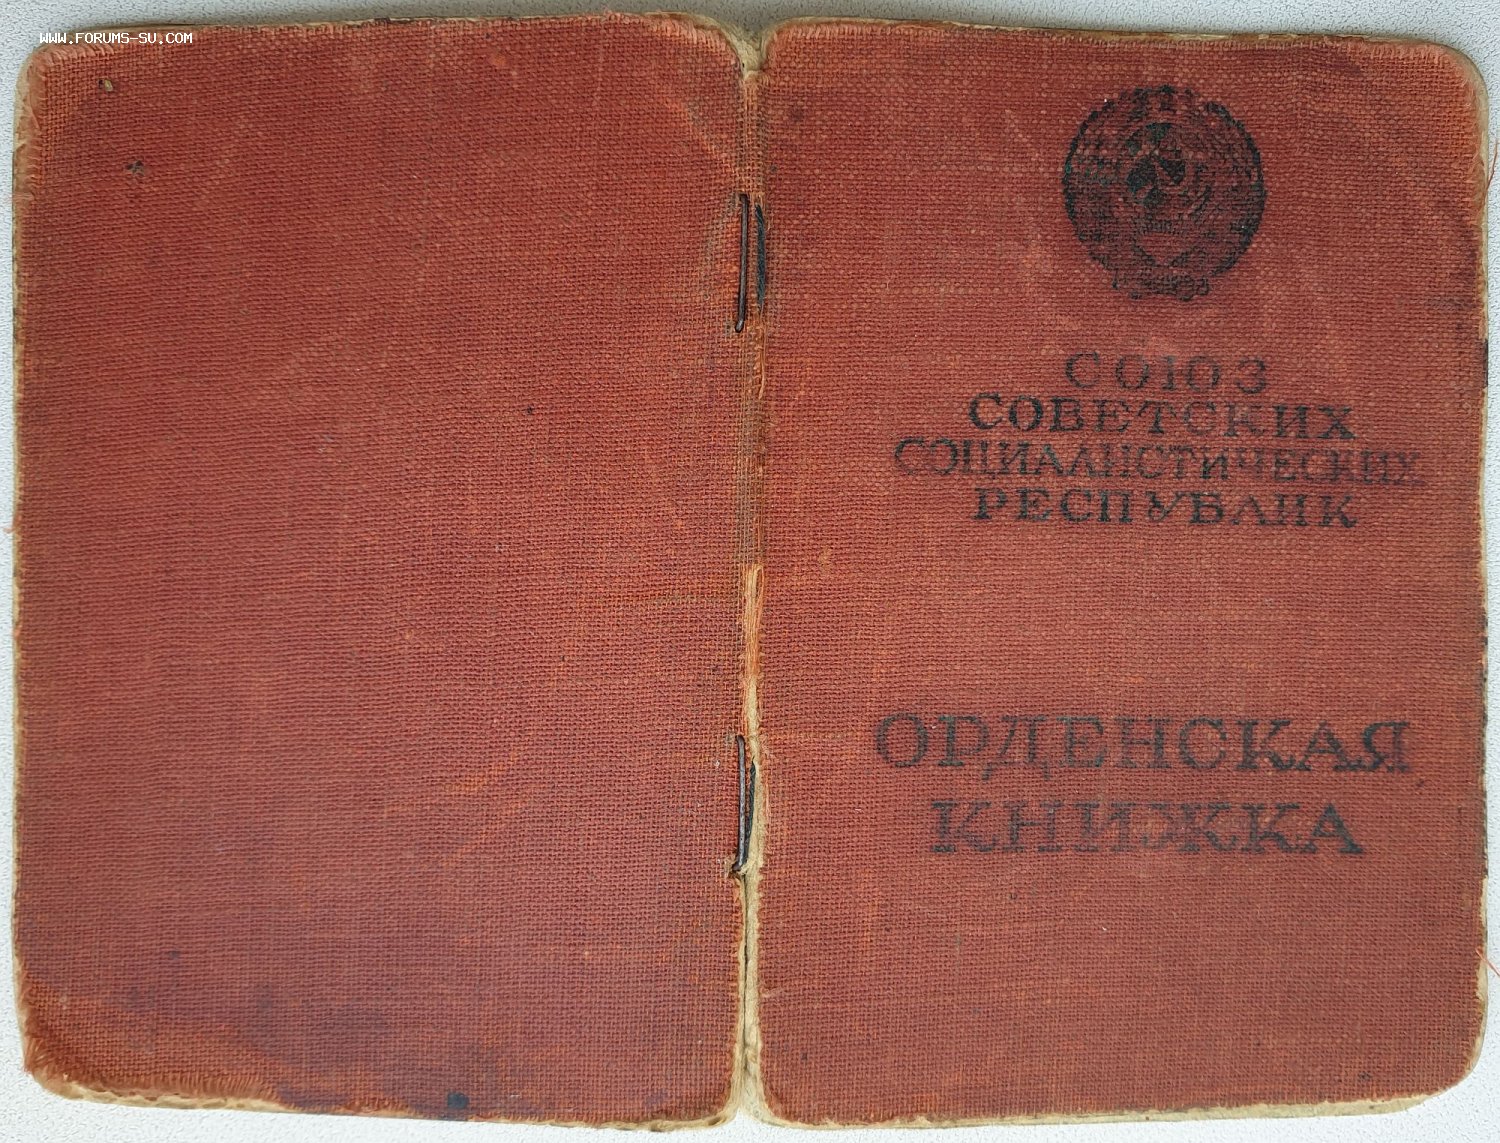 WWW.FORUMS-SU.COM
СОЮЗ
СОВЕТСКИХ
СОЦИАЛИСТИЧЕСКИХ
РЕСПУБЛИК
ОРДЕНСКАЯ
КНИЖКА